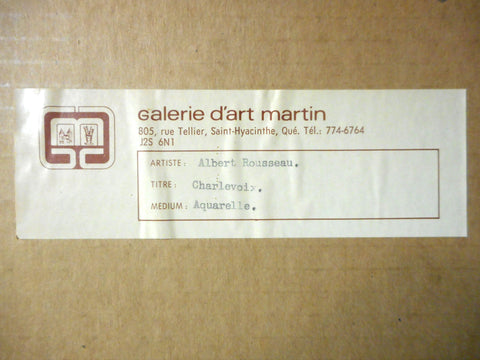 Galerie d'art martin
805, rue Tellier, Saint-Hyacinthe, Qué. Tél.: 774-6764
J2S 6N1
ARTISTE: Albert Rousseau.
TITRE: Charlevoix.
MEDIUM: Aquarelle.